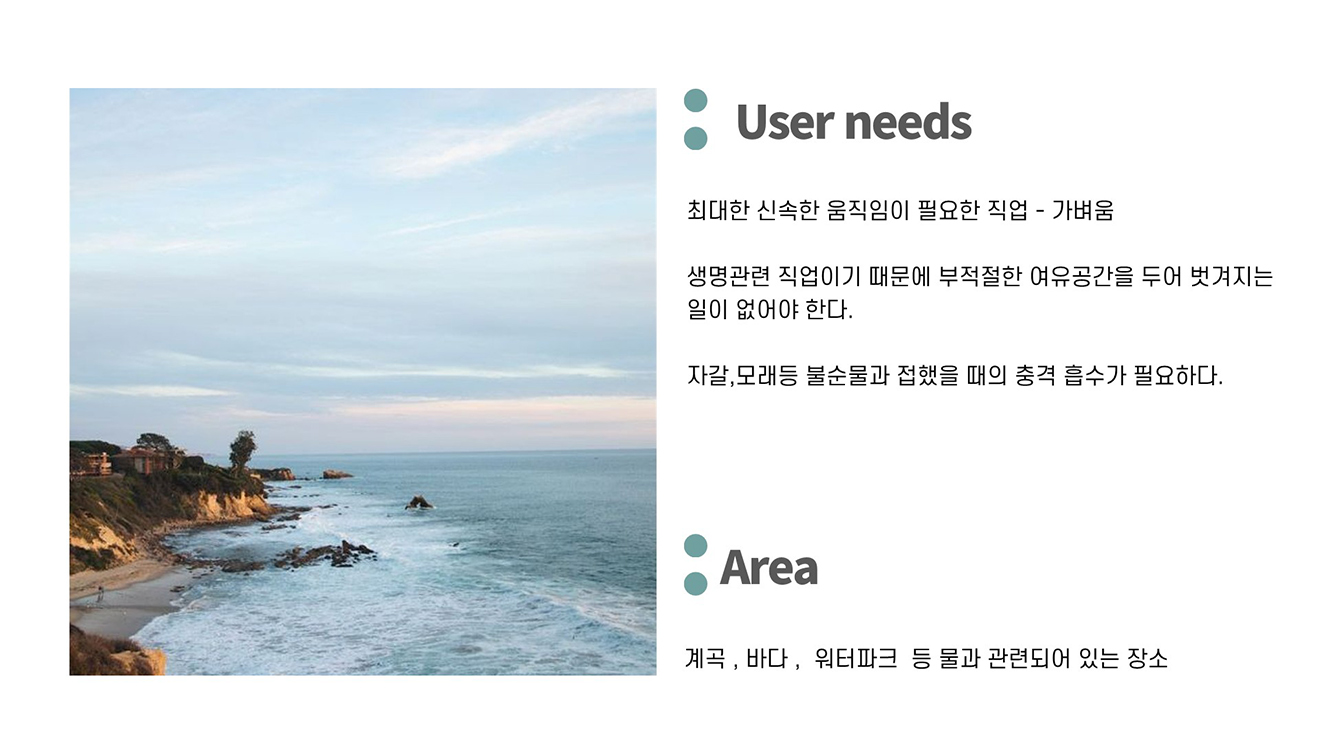 User needs
최대한 신속한 움직임이 필요한 직업 - 가벼움
생명관련 직업이기 때문에 부적절한 여유공간을 두어 벗겨지는
일이 없어야 한다.
자갈,모래등 불순물과 접했을 때의 충격 흡수가 필요하다.
Area
계곡 , 바다 ,  워터파크  등 물과 관련되어 있는 장소